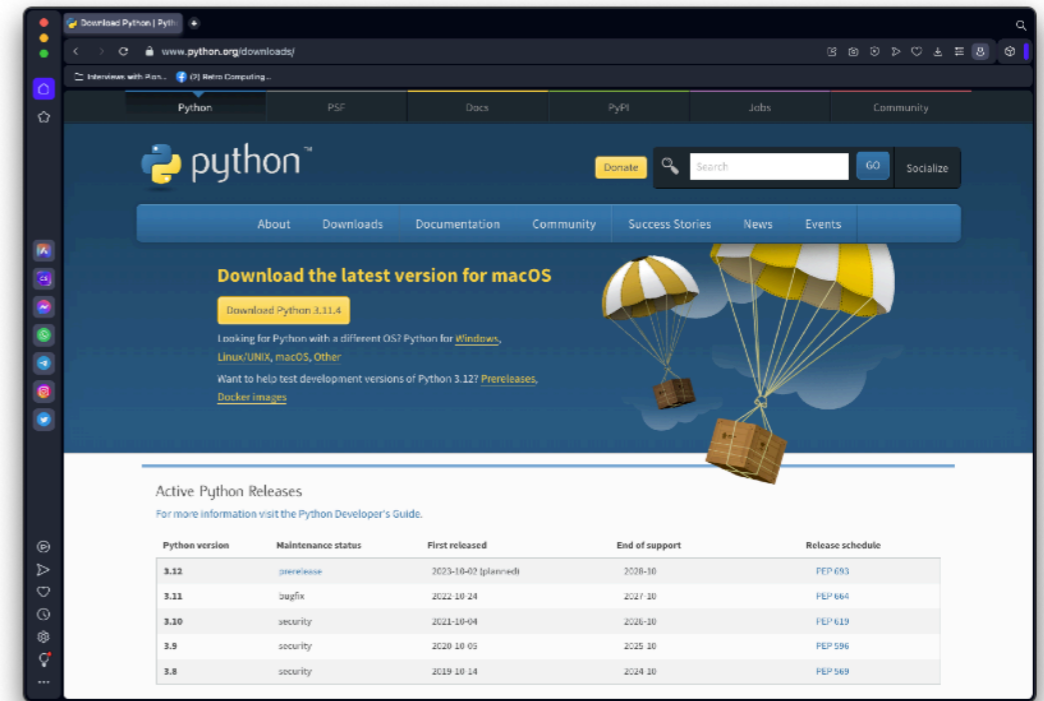 Download Python | Pyth
www.python.org/downloads/
Interviews with Plan... (2) Retro Computing...
Python PSF Docs PyPI Jobs Community
python™
Donate Search GO Socialize
About Downloads Documentation Community Success Stories News Events
Download the latest version for macOS
Download Python 3.11.4
Looking for Python with a different OS? Python for Windows,
Linux/UNIX, macOS, Other
Want to help test development versions of Python 3.12? Prereleases,
Docker images
Active Python Releases
For more information visit the Python Developer's Guide.
Python version Maintenance status First released End of support Release schedule
3.12 prerelease 2023-10-02 (planned) 2028-10 PEP 693
3.11 bugfix 2022-10-24 2027-10 PEP 664
3.10 security 2021-10-04 2026-10 PEP 619
3.9 security 2020-10-05 2025-10 PEP 596
3.8 security 2019-10-14 2024-10 PEP 569